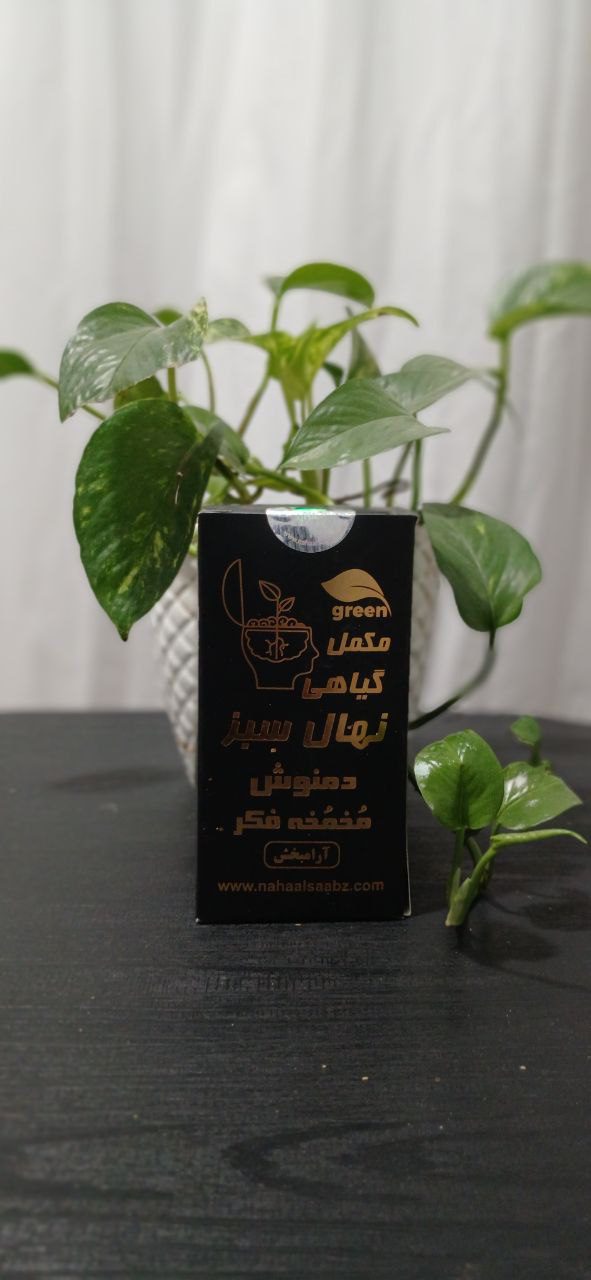 green
مکمل
گیاهی
نهال سبز
دمنوش
مُخمُخه فکر
آرامبخش
www.nahaalsaabz.com